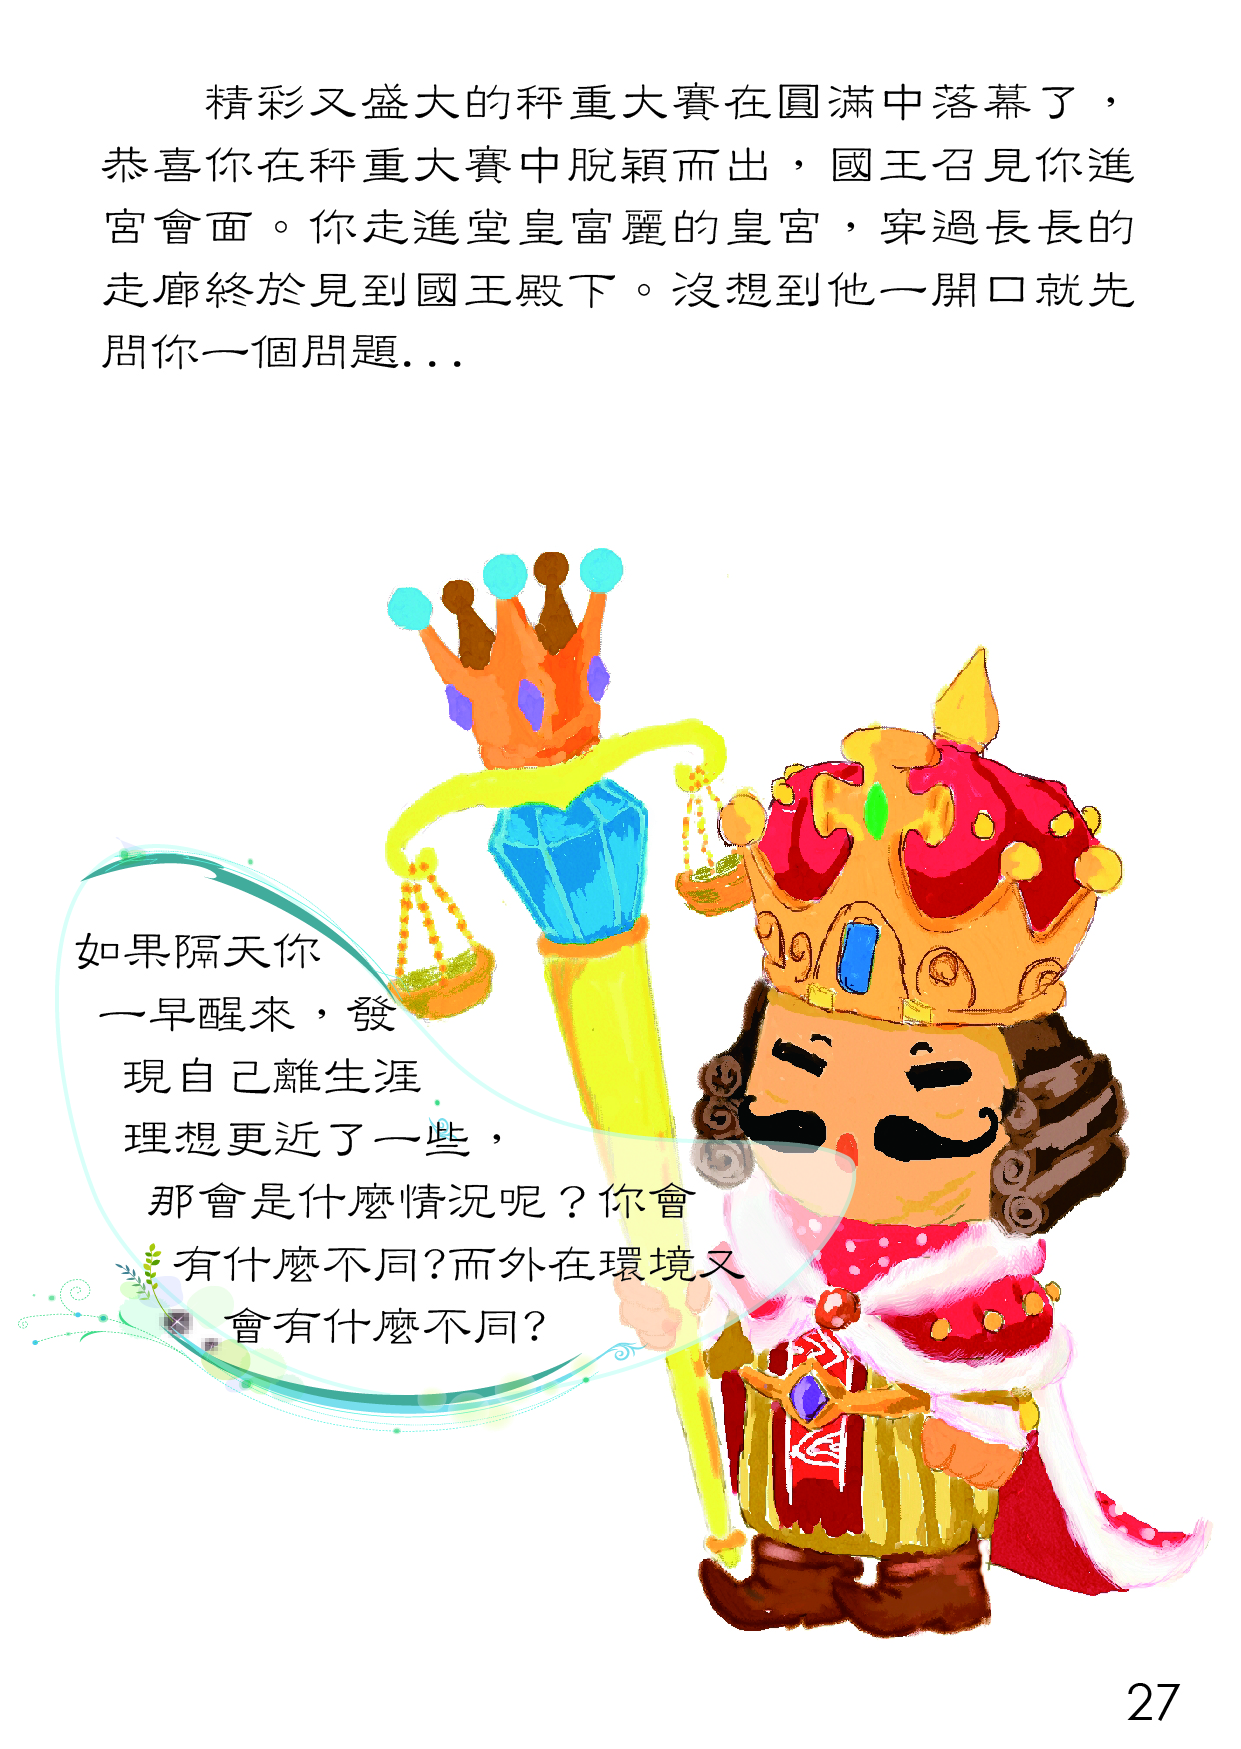 精彩又盛大的秤重大賽在圓滿中落幕了，
恭喜你在秤重大賽中脫穎而出，國王召見你進
宮會面。你走進堂皇富麗的皇宮，穿過長長的
走廊終於見到國王殿下。沒想到他一開口就先
問你一個問題...
如果隔天你
一早醒來，發
現自己離生涯
理想更近了一些，
那會是什麼情況呢？你會
有什麼不同?而外在環境又
會有什麼不同?
27